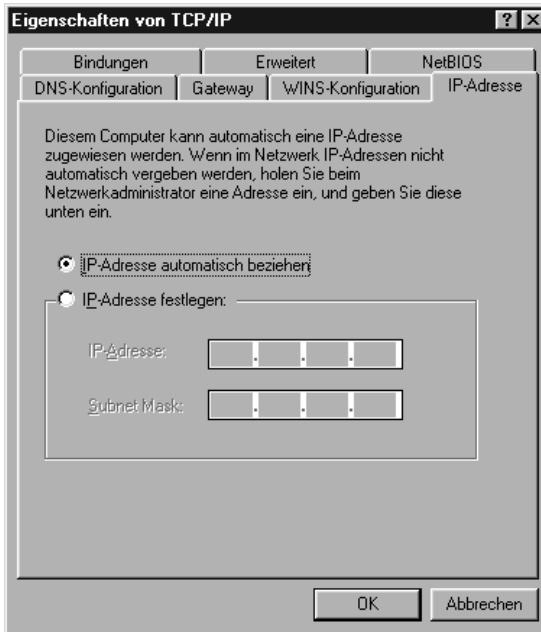 Eigenschaften von TCP/IP
Bindungen Erweitert NetBIOS
DNS-Konfiguration Gateway WINS-Konfiguration IP-Adresse
Diesem Computer kann automatisch eine IP-Adresse
zugewiesen werden. Wenn im Netzwerk IP-Adressen nicht
automatisch vergeben werden, holen Sie beim
Netzwerkadministrator eine Adresse ein, und geben Sie diese
unten ein.
IP-Adresse automatisch beziehen
IP-Adresse festlegen:
IP-Adresse:
Subnet Mask:
OK Abbrechen